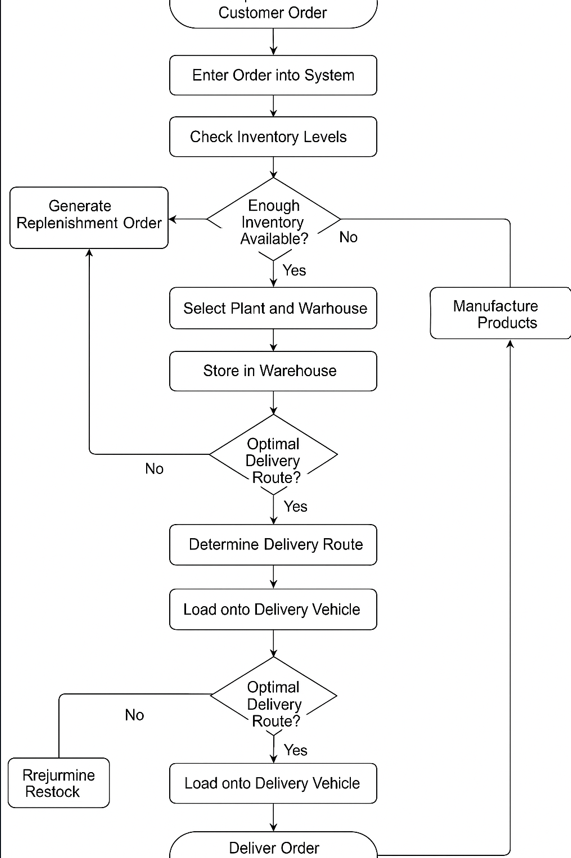 Customer Order
Enter Order into System
Check Inventory Levels
Generate
Replenishment Order
Enough
Inventory
Available?
No
Yes
Select Plant and Warhouse
Manufacture
Products
Store in Warehouse
Optimal
Delivery
Route?
No
Yes
Determine Delivery Route
Load onto Delivery Vehicle
Optimal
Delivery
Route?
No
Yes
Rrejurmine
Restock
Load onto Delivery Vehicle
Deliver Order